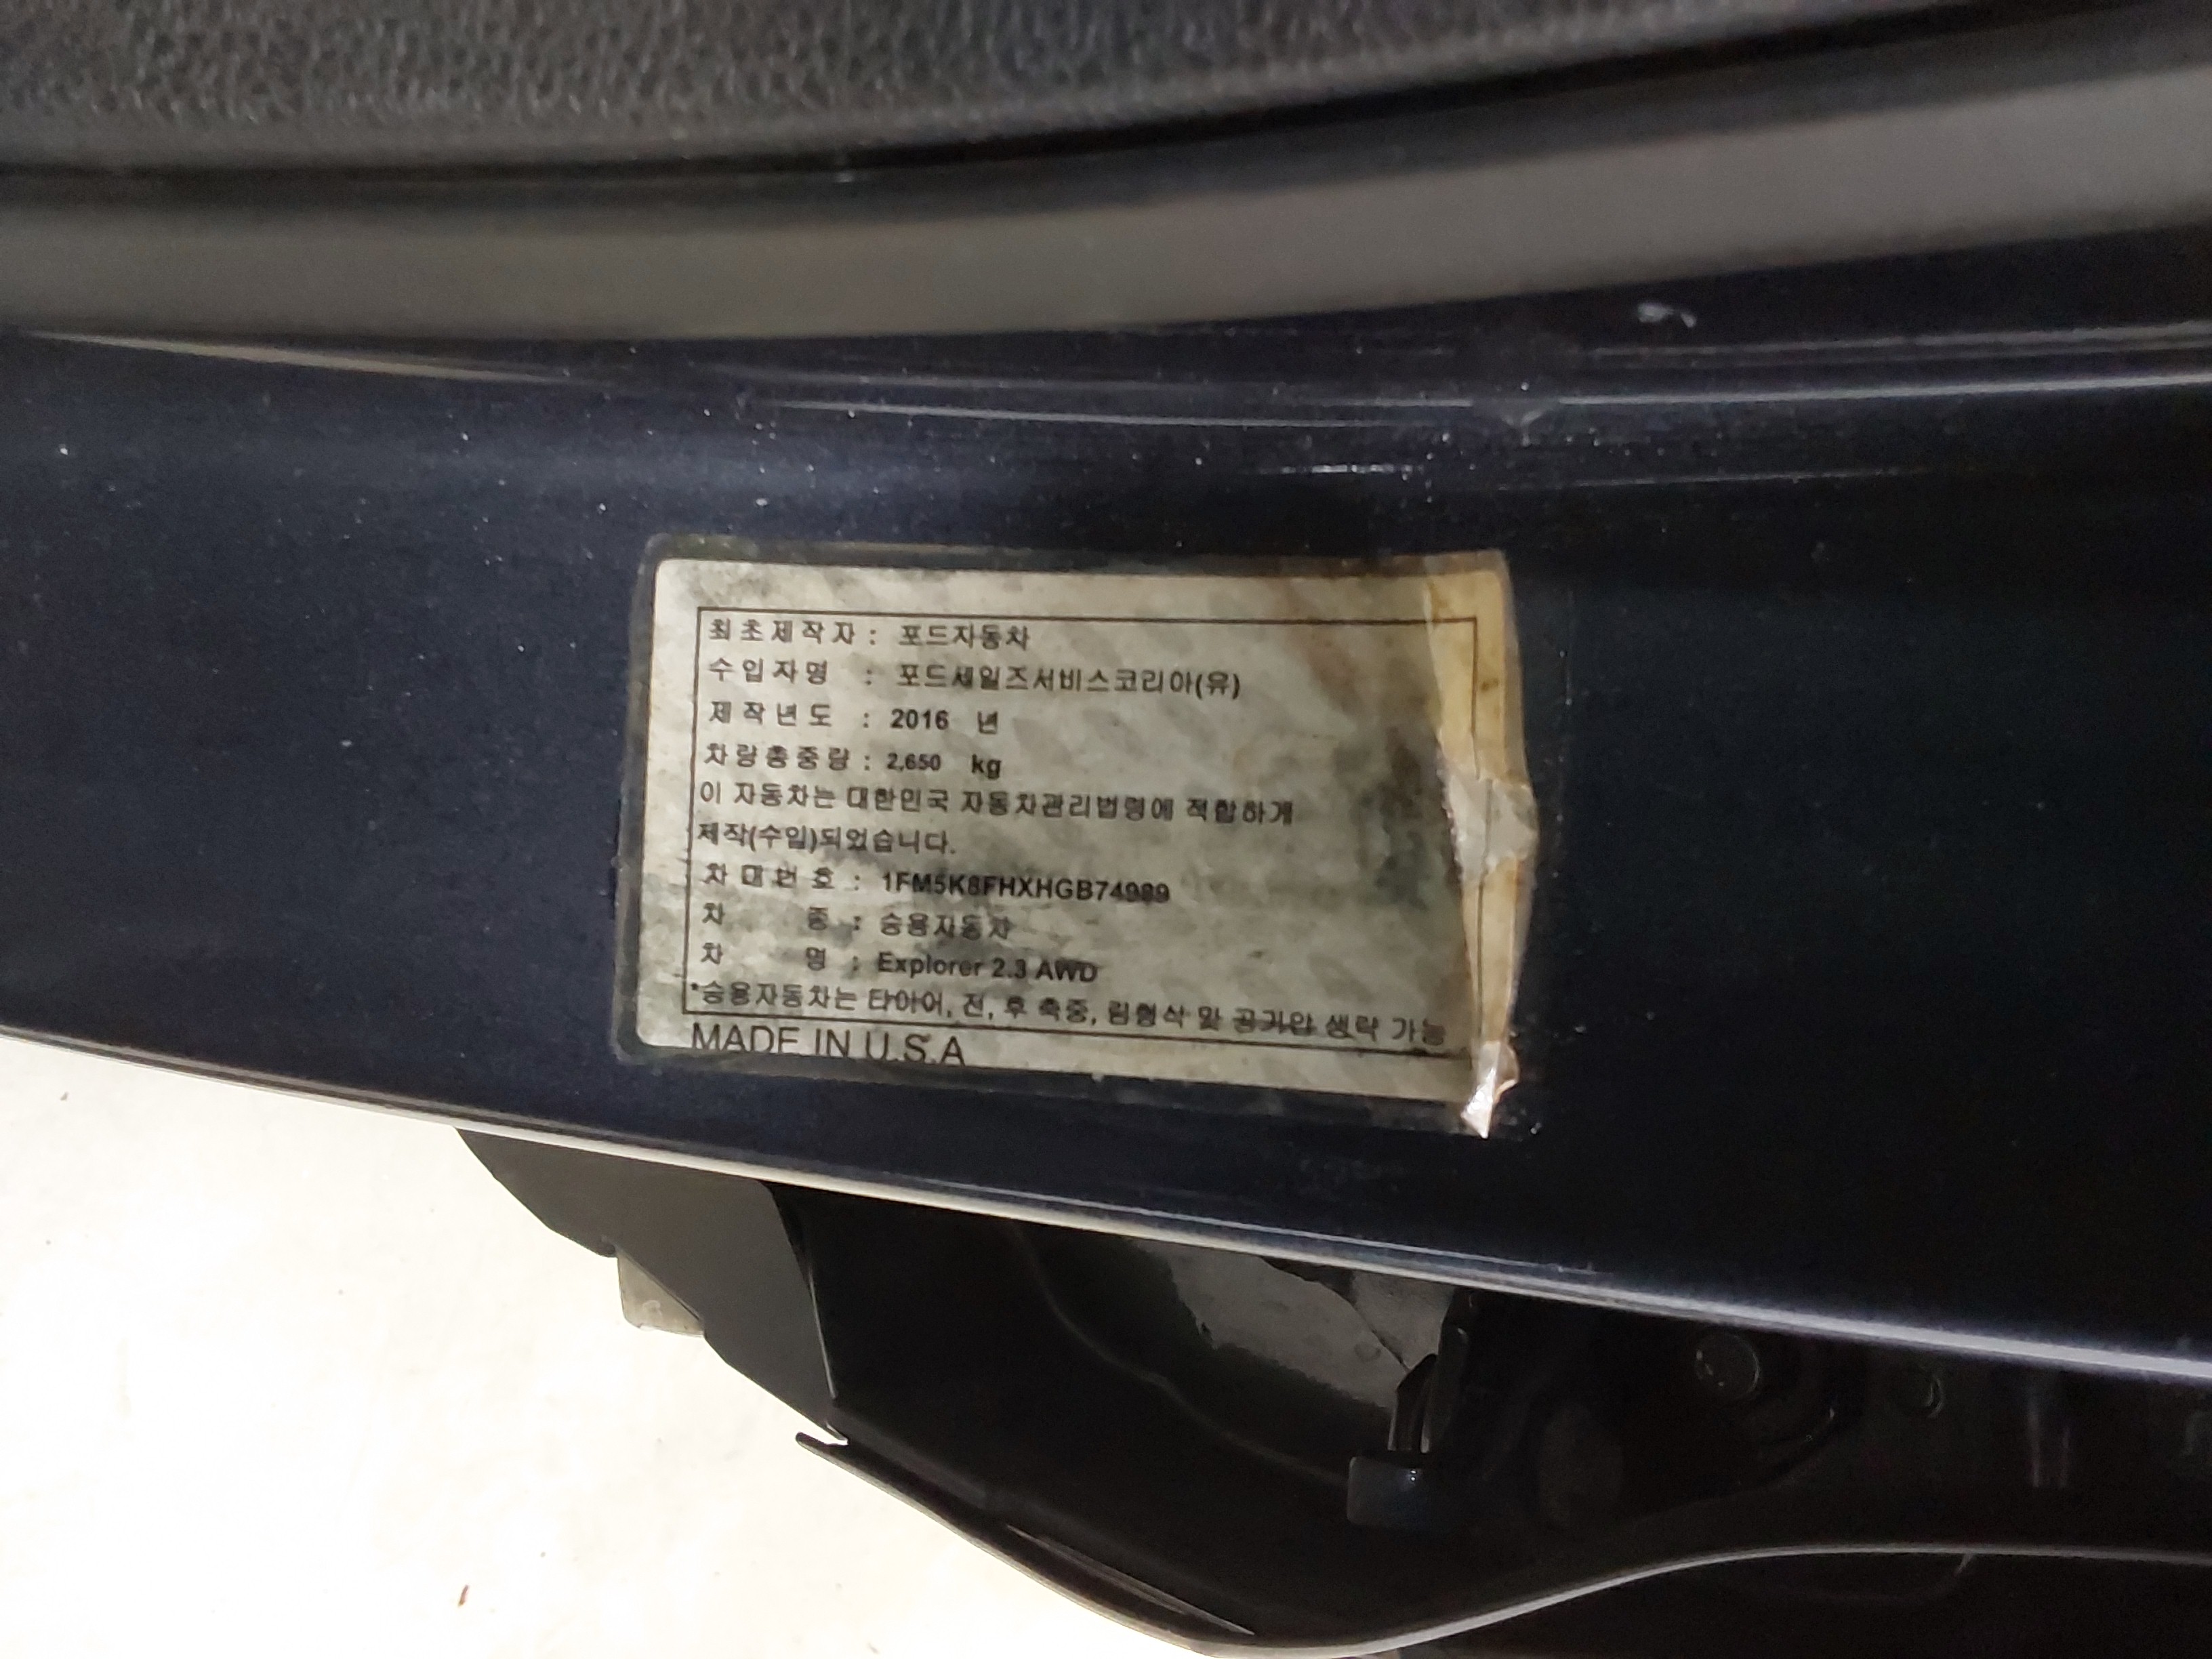 최초제작자 : 포드자동차
수입자명 : 포드세일즈서비스코리아(유)
제작년도 : 2016 년
차량총중량 : 2,650 kg
이 자동차는 대한민국 자동차관리법령에 적합하게
제작(수입)되었습니다.
차대번호 : 1FM5K8FHXHGB74989
차 종 : 승용자동차
차 명 : Explorer 2.3 AWD
*승용자동차는 타아어, 전, 후 축중, 림형식 및 공기압 생략 가능
MADE IN U.S.A